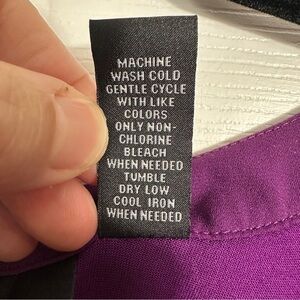 MACHINE
WASH COLD
GENTLE CYCLE
WITH LIKE
COLORS
ONLY NON-
CHLORINE
BLEACH
WHEN NEEDED
TUMBLE
DRY LOW
COOL IRON
WHEN NEEDED